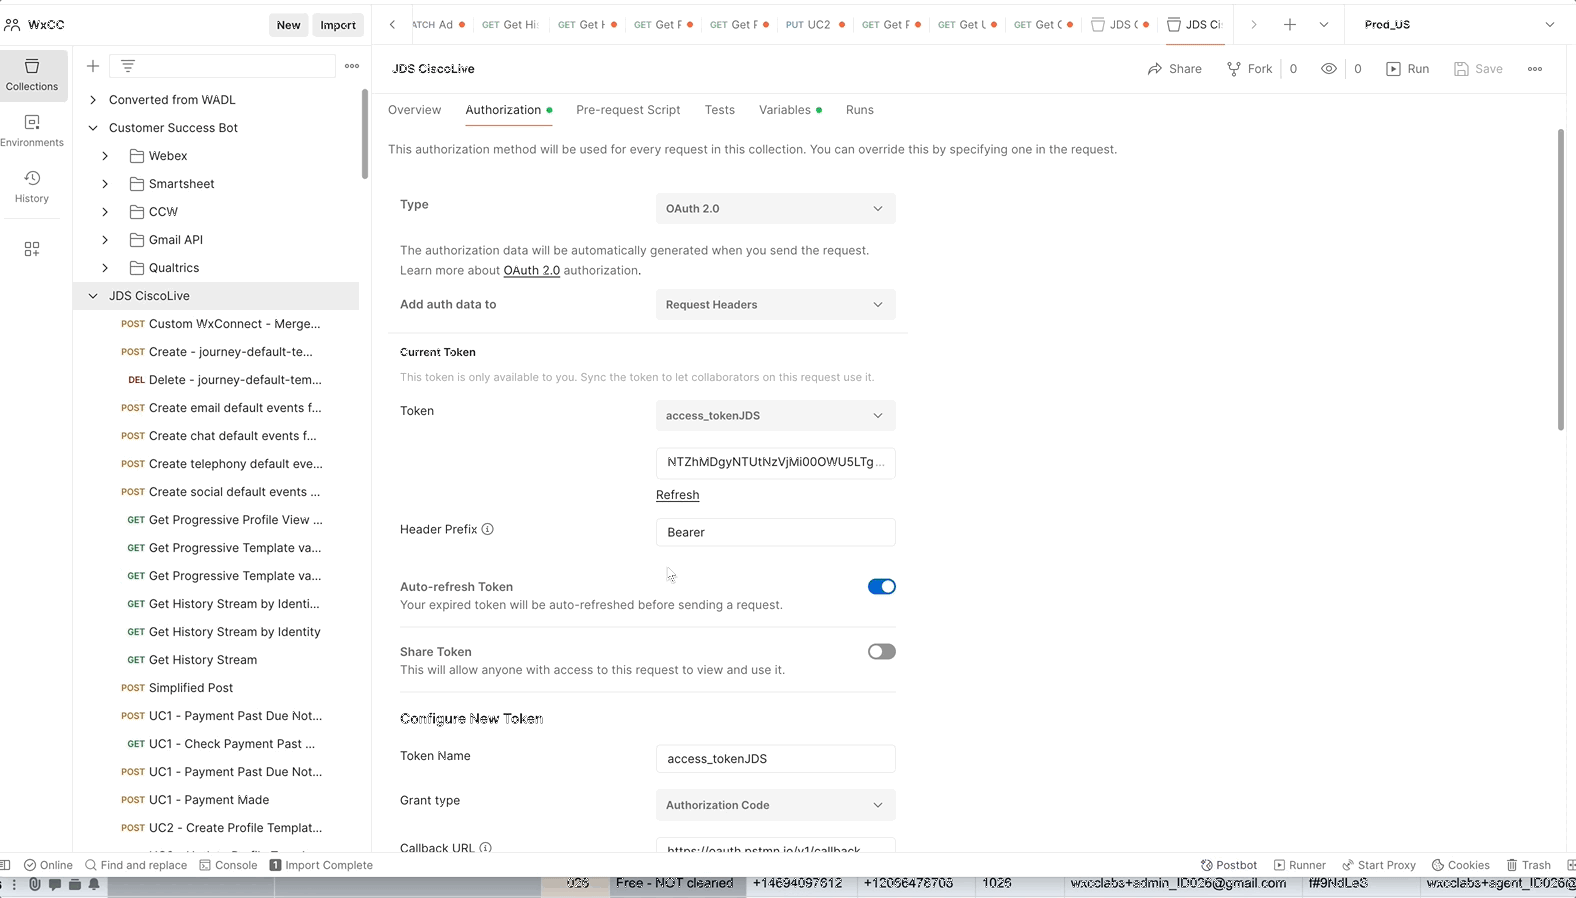 WxCC
New
Import
ATCH Ad
GET Get Hi
GET Get H
GET Get F
GET Get F
PUT UC2
GET Get F
GET Get U
GET Get C
JDS C
JDS Ci
Prod_US
Collections
Environments
History
JDS CiscoLive
Share
Fork
0
0
Run
Save
Overview
Authorization
Pre-request Script
Tests
Variables
Runs
Converted from WADL
Customer Success Bot
Webex
Smartsheet
CCW
Gmail API
Qualtrics
JDS CiscoLive
POST Custom WxConnect - Merge...
POST Create - journey-default-te...
DEL Delete - journey-default-tem...
POST Create email default events f...
POST Create chat default events f...
POST Create telephony default eve...
POST Create social default events ...
GET Get Progressive Profile View ...
GET Get Progressive Template va...
GET Get Progressive Template va...
GET Get History Stream by Identi...
GET Get History Stream by Identity
GET Get History Stream
POST Simplified Post
POST UC1 - Payment Past Due Not...
GET UC1 - Check Payment Past ...
POST UC1 - Payment Past Due Not...
POST UC1 - Payment Made
POST UC2 - Create Profile Templat...
This authorization method will be used for every request in this collection. You can override this by specifying one in the request.
Type
OAuth 2.0
The authorization data will be automatically generated when you send the request.
Learn more about OAuth 2.0 authorization.
Add auth data to
Request Headers
Current Token
This token is only available to you. Sync the token to let collaborators on this request use it.
Token
access_tokenJDS
NTZhMDgyNTUtNzVjMi00OWU5LTg...
Refresh
Header Prefix
Bearer
Auto-refresh Token
Your expired token will be auto-refreshed before sending a request.
Share Token
This will allow anyone with access to this request to view and use it.
Configure New Token
Token Name
access_tokenJDS
Grant type
Authorization Code
Callback URL
https://oauth.pstmn.io/v1/callback
Online
Find and replace
Console
1 Import Complete
Postbot
Runner
Start Proxy
Cookies
Trash
026
Free - NOT cleaned
+14694097612
1026
wxcclabs+admin_ID026@gmail.com
wxcclabs+agent_ID026@